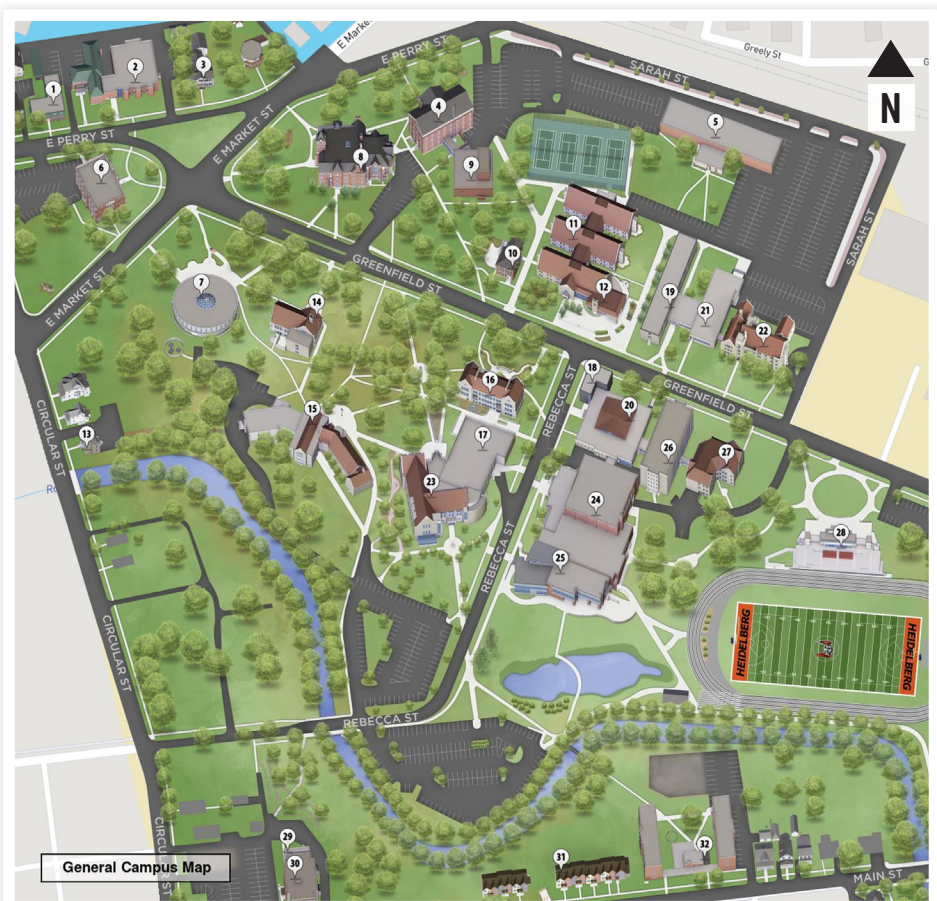 E Market
Greely St
E PERRY ST
SARAH ST
N
1
2
3
4
5
E PERRY ST
E MARKET ST
6
8
9
SARAH ST
E MARKET ST
7
10
11
12
GREENFIELD ST
14
19
21
22
CIRCULAR ST
13
15
16
17
18
REBECCA ST
GREENFIELD ST
20
26
27
23
24
25
28
REBECCA ST
HEIDELBERG
HEIDELBERG
CIRCULAR ST
REBECCA ST
CIRCULAR ST
29
30
31
32
MAIN ST
General Campus Map